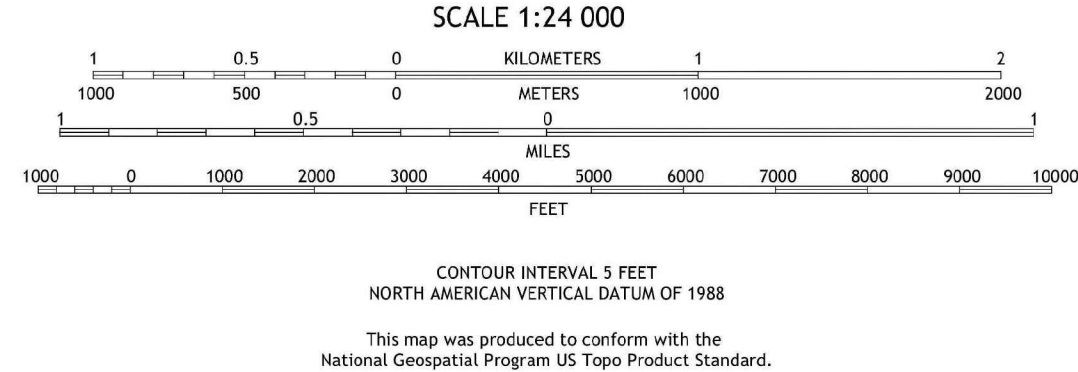 SCALE 1:24 000
1 0.5 0 KILOMETERS 1 2
1000 500 0 METERS 1000 2000
1 0.5 0 1
MILES
1000 0 1000 2000 3000 4000 5000 6000 7000 8000 9000 10000
FEET
CONTOUR INTERVAL 5 FEET
NORTH AMERICAN VERTICAL DATUM OF 1988
This map was produced to conform with the
National Geospatial Program US Topo Product Standard.